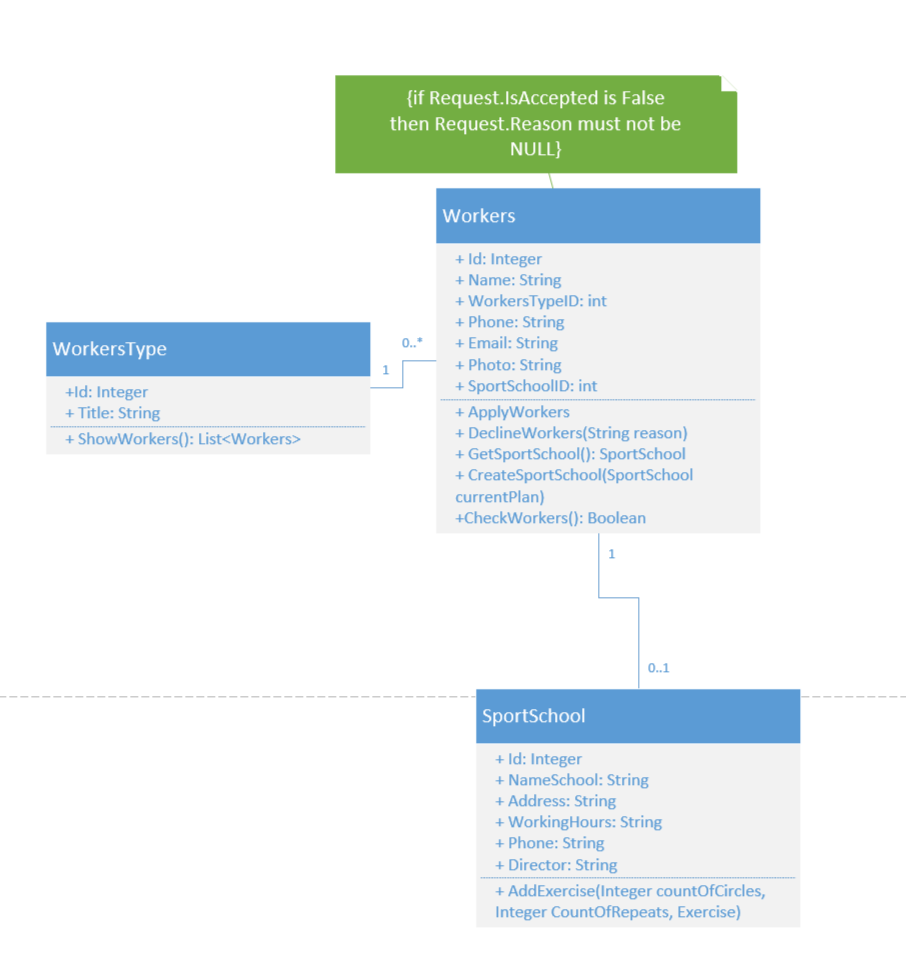 {if Request.IsAccepted is False
then Request.Reason must not be
NULL}
Workers
+ Id: Integer
+ Name: String
+ WorkersTypeID: int
+ Phone: String
+ Email: String
+ Photo: String
+ SportSchoolID: int
+ ApplyWorkers
+ DeclineWorkers(String reason)
+ GetSportSchool(): SportSchool
+ CreateSportSchool(SportSchool
currentPlan)
+CheckWorkers(): Boolean
WorkersType
+Id: Integer
+ Title: String
+ ShowWorkers(): List<Workers>
0..*
1
1
0..1
SportSchool
+ Id: Integer
+ NameSchool: String
+ Address: String
+ WorkingHours: String
+ Phone: String
+ Director: String
+ AddExercise(Integer countOfCircles,
Integer CountOfRepeats, Exercise)